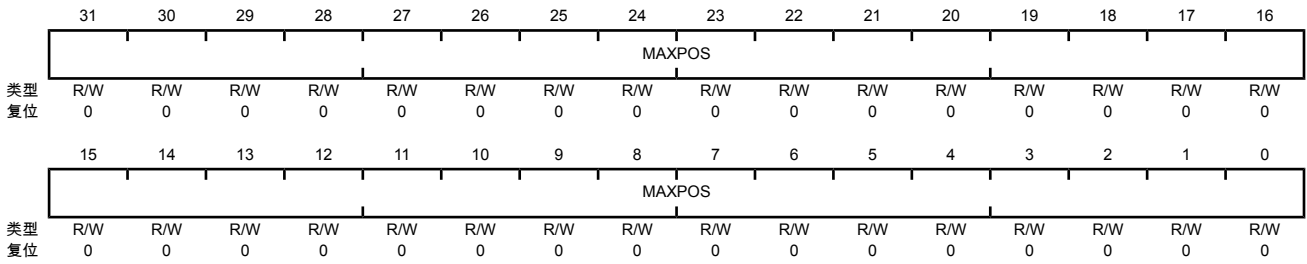 31 30 29 28 27 26 25 24 23 22 21 20 19 18 17 16
MAXPOS
类型 R/W R/W R/W R/W R/W R/W R/W R/W R/W R/W R/W R/W R/W R/W R/W R/W
复位 0 0 0 0 0 0 0 0 0 0 0 0 0 0 0 0
15 14 13 12 11 10 9 8 7 6 5 4 3 2 1 0
MAXPOS
类型 R/W R/W R/W R/W R/W R/W R/W R/W R/W R/W R/W R/W R/W R/W R/W R/W
复位 0 0 0 0 0 0 0 0 0 0 0 0 0 0 0 0